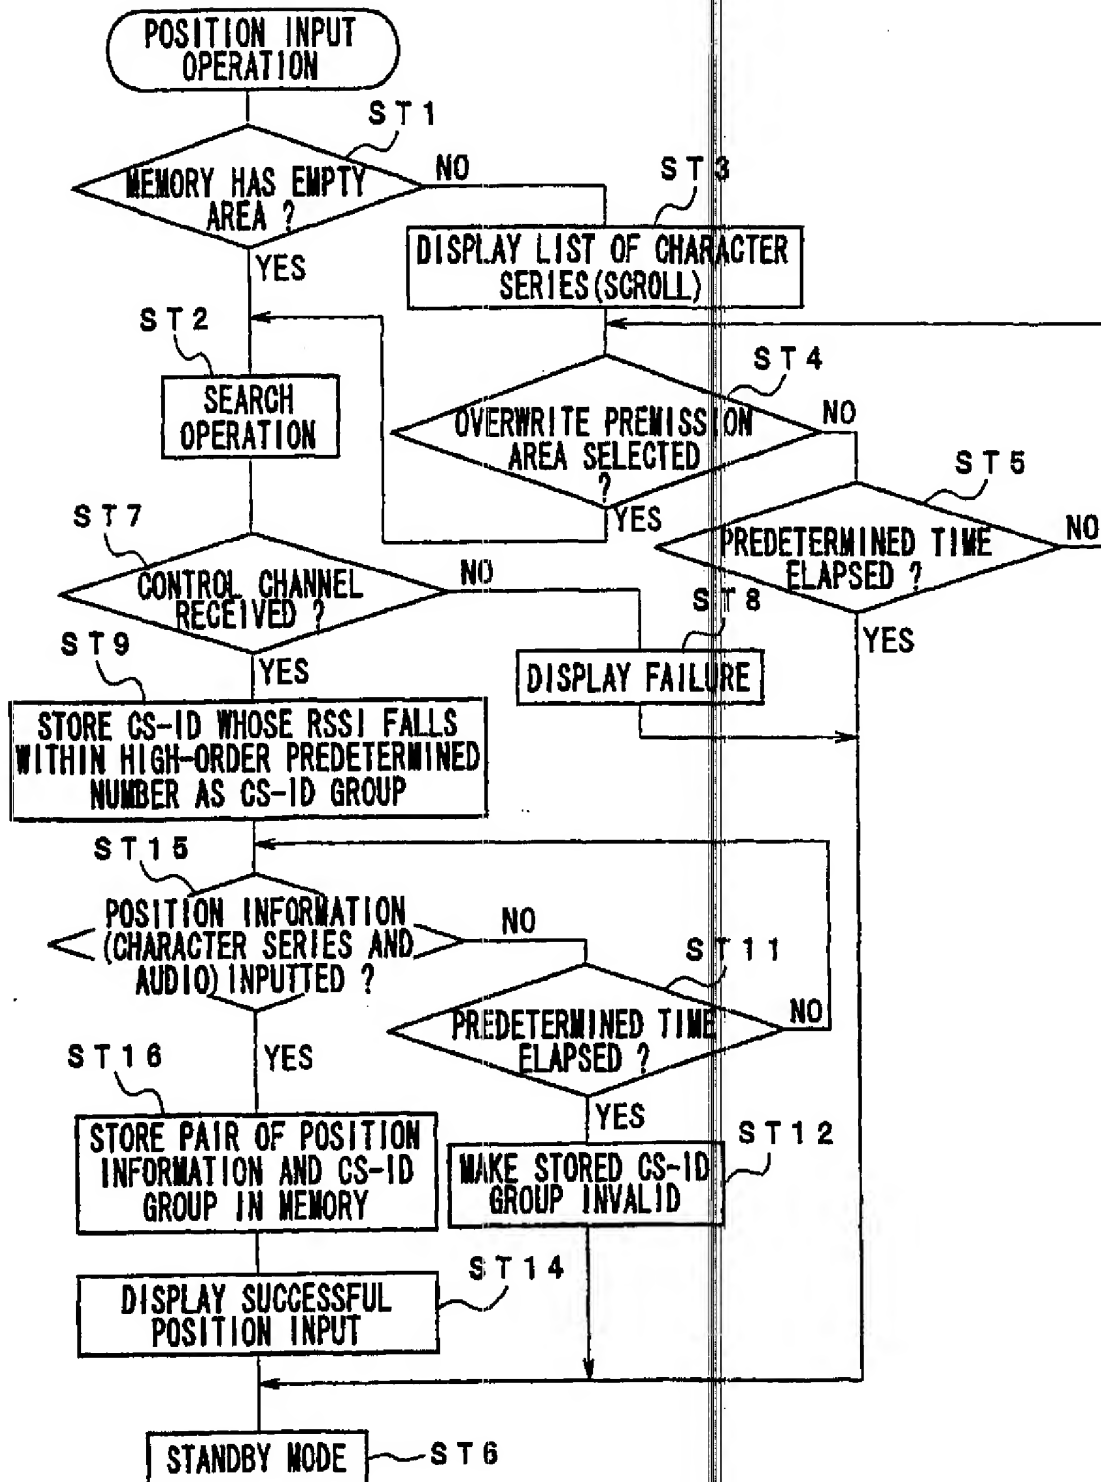 POSITION INPUT
OPERATION
ST1
MEMORY HAS EMPTY
AREA ?
NO
YES
ST3
DISPLAY LIST OF CHARACTER
SERIES(SCROLL)
ST2
SEARCH
OPERATION
ST4
OVERWRITE PREMISSION
AREA SELECTED
?
NO
YES
ST5
PREDETERMINED TIME
ELAPSED ?
NO
YES
ST7
CONTROL CHANNEL
RECEIVED ?
NO
YES
ST8
DISPLAY FAILURE
ST9
STORE CS-ID WHOSE RSSI FALLS
WITHIN HIGH-ORDER PREDETERMINED
NUMBER AS CS-ID GROUP
ST15
POSITION INFORMATION
(CHARACTER SERIES AND
AUDIO)INPUTTED ?
NO
YES
ST11
PREDETERMINED TIME
ELAPSED ?
NO
YES
ST16
STORE PAIR OF POSITION
INFORMATION AND CS-ID
GROUP IN MEMORY
ST12
MAKE STORED CS-ID
GROUP INVALID
ST14
DISPLAY SUCCESSFUL
POSITION INPUT
STANDBY MODE
ST6